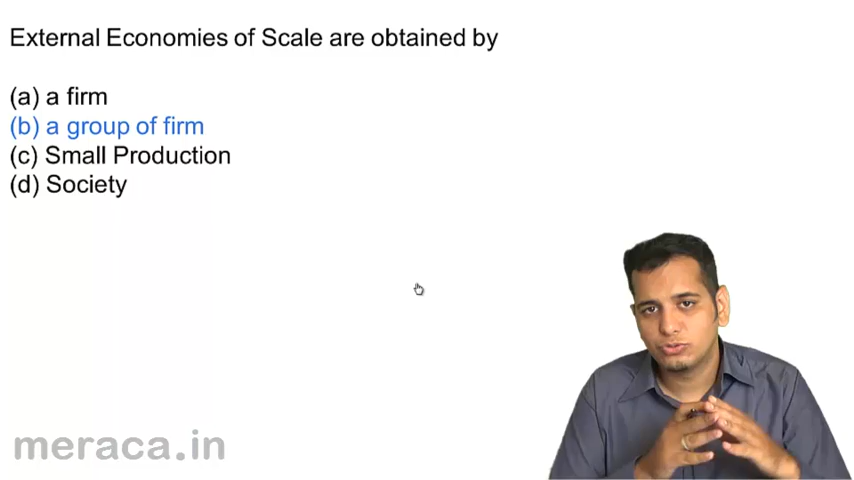 External Economies of Scale are obtained by
(a) a firm
(b) a group of firm
(c) Small Production
(d) Society
meraca.in